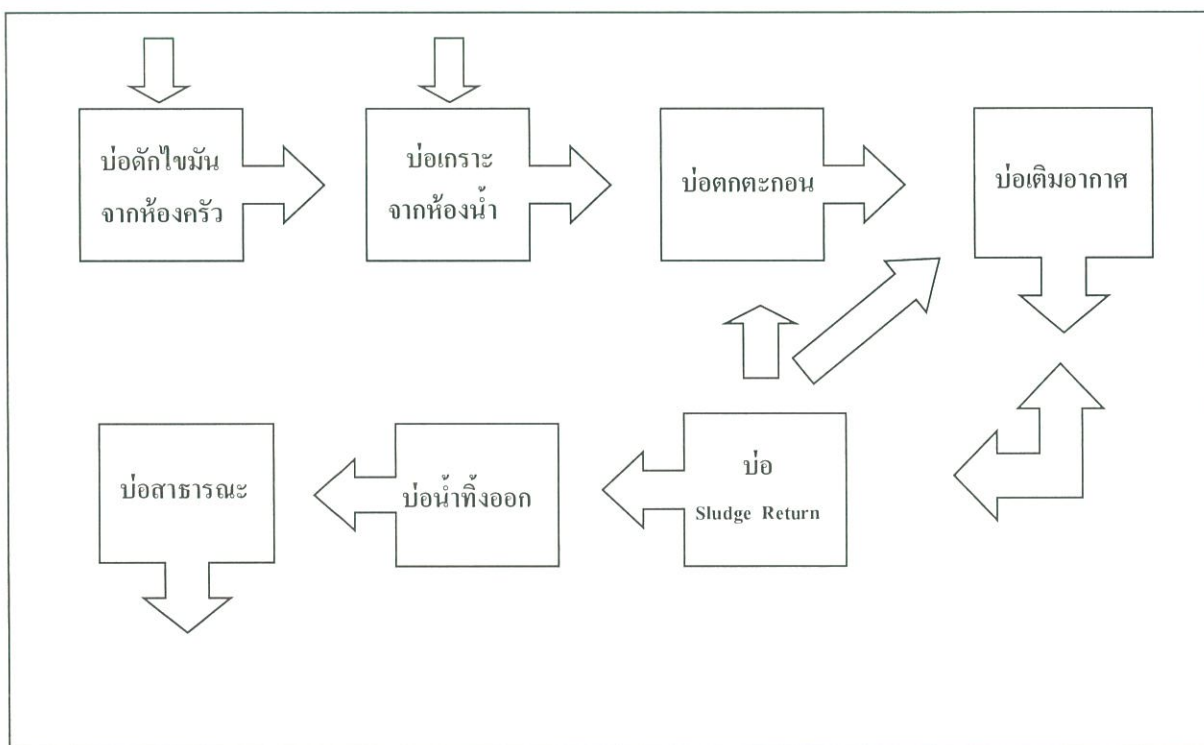 บ่อดักไขมัน
จากห้องครัว
บ่อเกราะ
จากห้องน้ำ
บ่อตกตะกอน
บ่อเติมอากาศ
บ่อสาธารณะ
บ่อน้ำทิ้งออก
บ่อ
Sludge Return